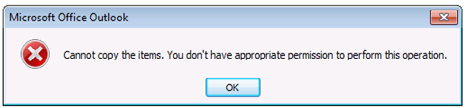 Microsoft Office Outlook
Cannot copy the items. You don't have appropriate permission to perform this operation.
OK